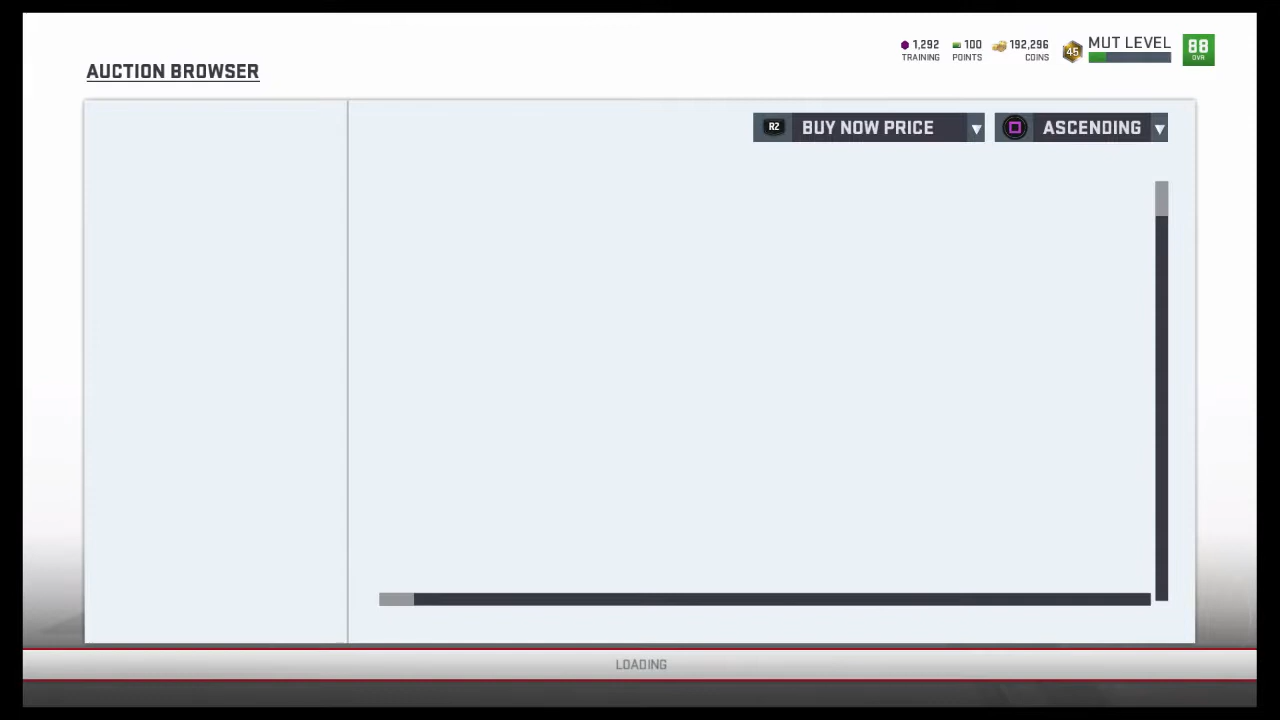 1,292 TRAINING
100 POINTS
192,296 COINS
45
MUT LEVEL
88 OVR
AUCTION BROWSER
R2 BUY NOW PRICE
ASCENDING
LOADING